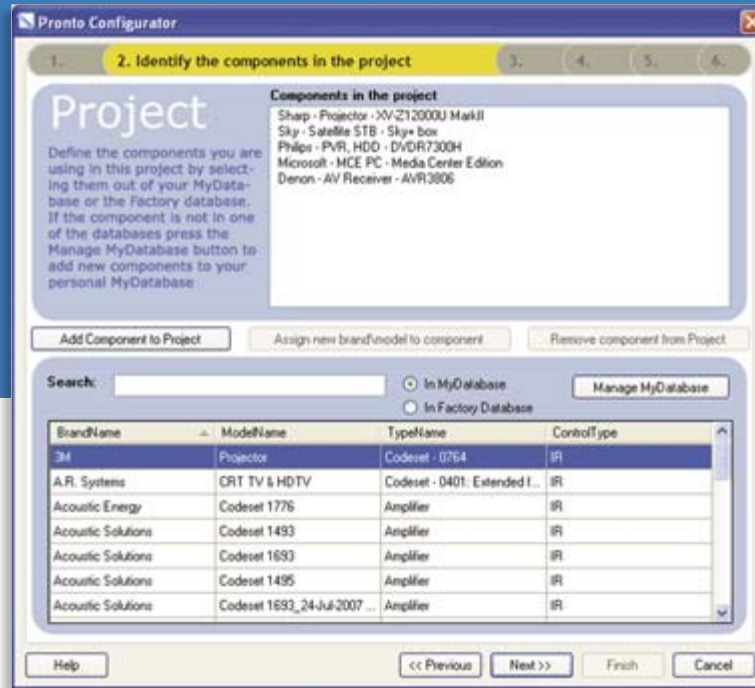 Pronto Configurator
1. 2. Identify the components in the project 3. 4. 5. 6.
Project
Define the components you are
using in this project by select-
ing them out of your MyData-
base or the Factory database.
If the component is not in one
of the databases press the
Manage MyDatabase button to
add new components to your
personal MyDatabase
Components in the project
Sharp - Projector - XV-Z12000U MarkII
Sky - Satellite STB - Sky+ box
Philips - PVR, HDD - DVDR7300H
Microsoft - MCE PC - Media Center Edition
Denon - AV Receiver - AVR3806
Add Component to Project Assign new brand\model to component Remove component from Project
Search: In MyDatabase Manage MyDatabase
In Factory Database
BrandName ModelName TypeName ControlType
3M Projector Codeset - 0764 IR
A.R. Systems CRT TV & HDTV Codeset - 0401: Extended f... IR
Acoustic Energy Codeset 1776 Amplifier IR
Acoustic Solutions Codeset 1493 Amplifier IR
Acoustic Solutions Codeset 1693 Amplifier IR
Acoustic Solutions Codeset 1495 Amplifier IR
Acoustic Solutions Codeset 1693_24-Jul-2007 ... Amplifier IR
Help << Previous Next >> Finish Cancel